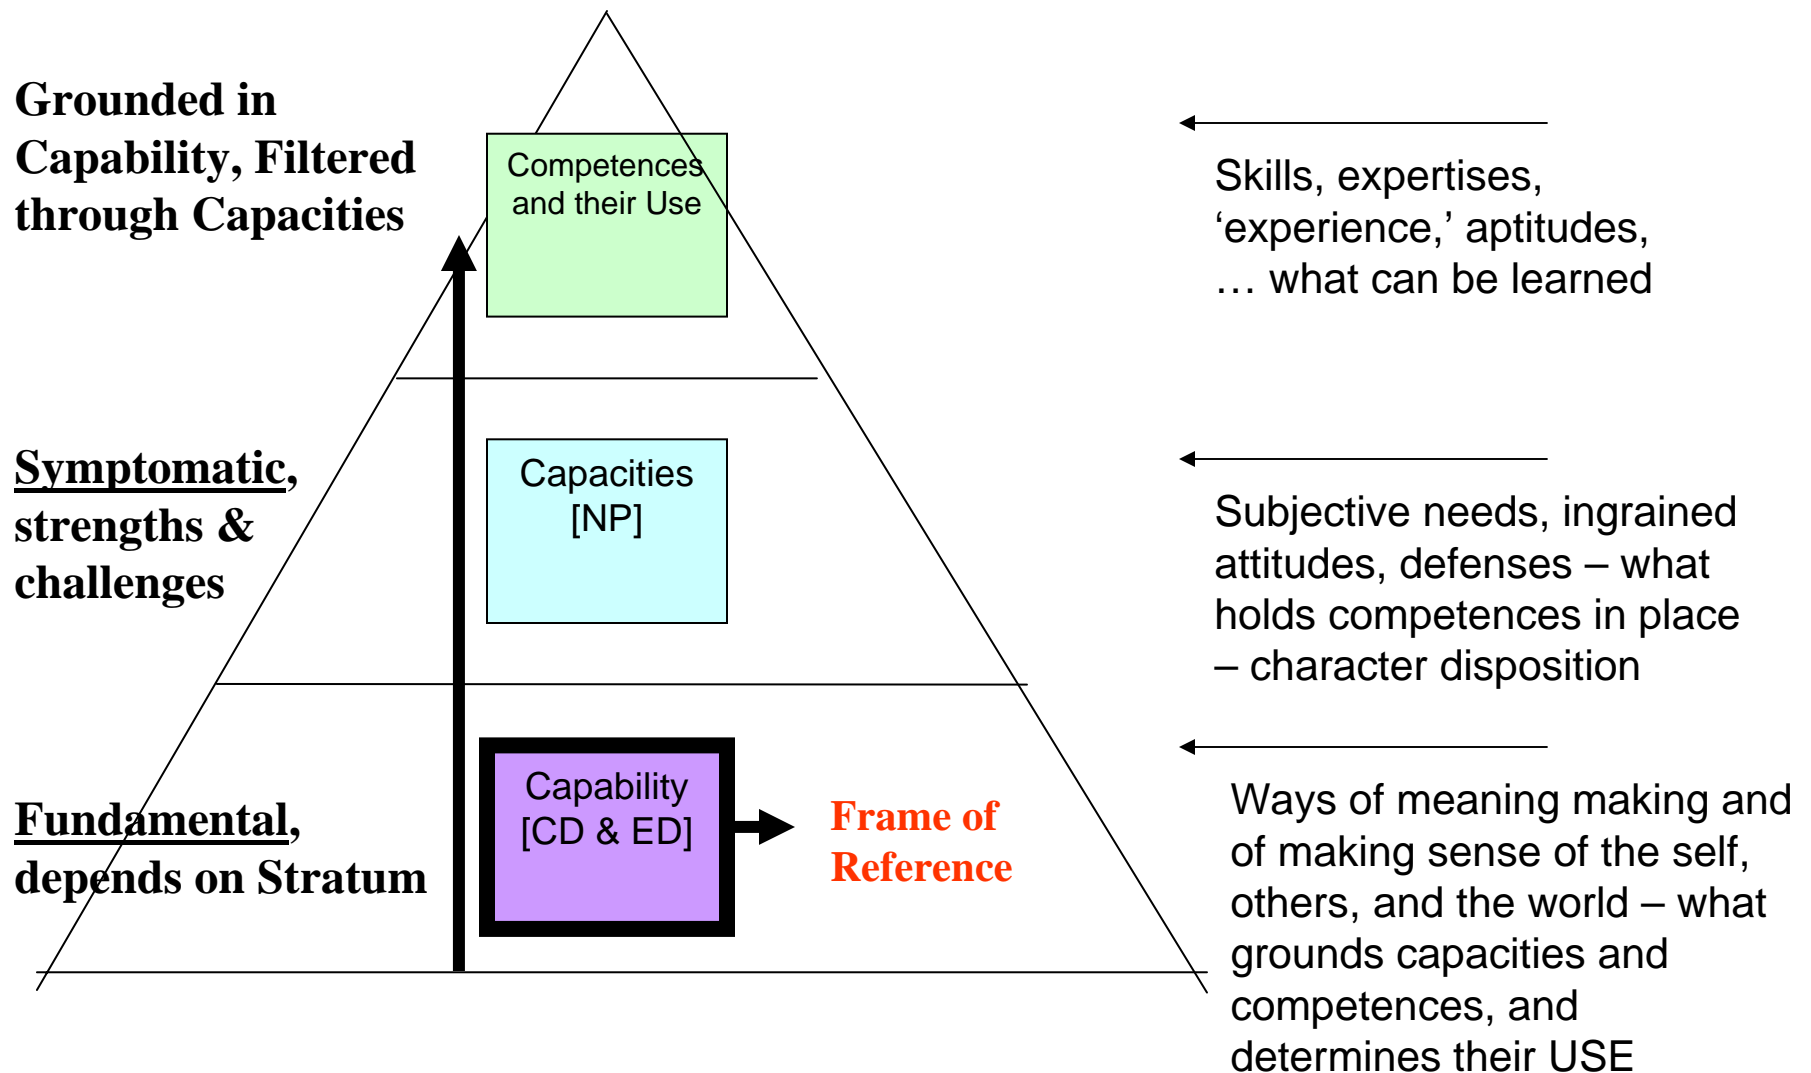 Grounded in
Capability, Filtered
through Capacities
Competences
and their Use
Skills, expertises,
‘experience,’ aptitudes,
… what can be learned
Symptomatic,
strengths &
challenges
Capacities
[NP]
Subjective needs, ingrained
attitudes, defenses – what
holds competences in place
– character disposition
Fundamental,
depends on Stratum
Capability
[CD & ED]
Frame of
Reference
Ways of meaning making and
of making sense of the self,
others, and the world – what
grounds capacities and
competences, and
determines their USE